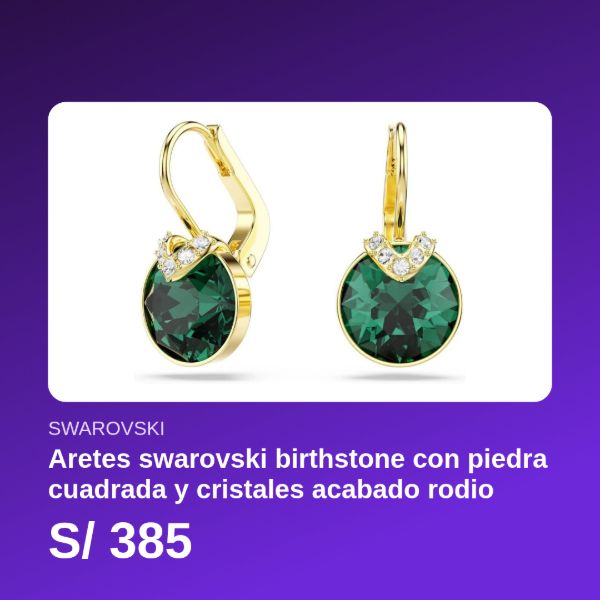 SWAROVSKI
Aretes swarovski birthstone con piedra
cuadrada y cristales acabado rodio
S/ 385